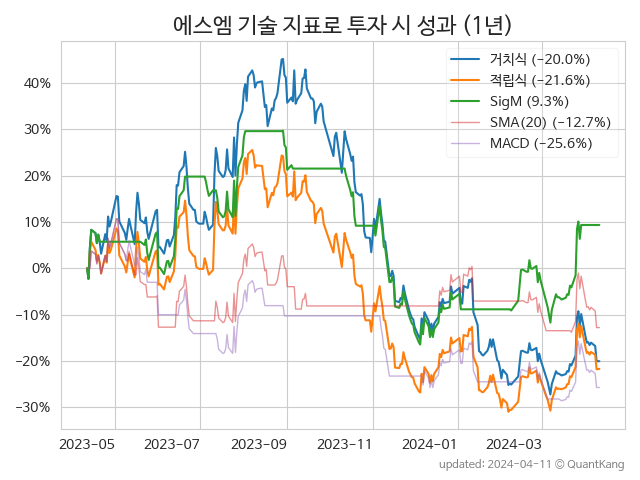 에스엠 기술 지표로 투자 시 성과 (1년)
거치식 (−20.0%)
적립식 (−21.6%)
SigM (9.3%)
SMA(20) (−12.7%)
MACD (−25.6%)
40%
30%
20%
10%
0%
−10%
−20%
−30%
2023-05 2023-07 2023-09 2023-11 2024-01 2024-03
updated: 2024-04-11 © QuantKang